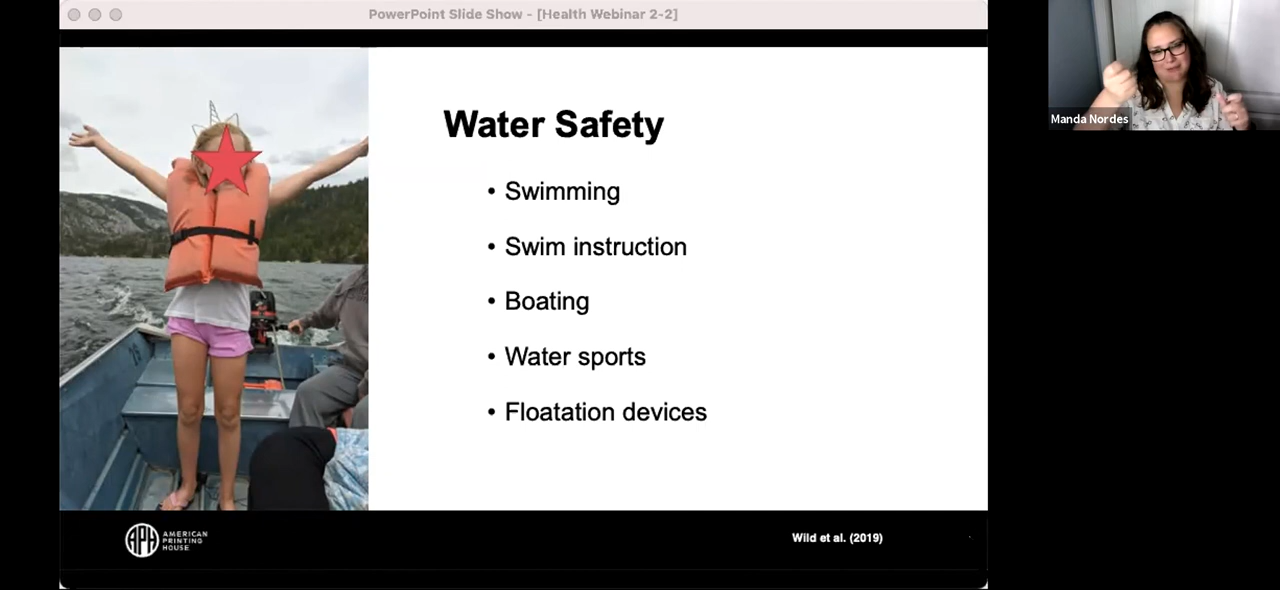 PowerPoint Slide Show - [Health Webinar 2-2]
Manda Nordes
Water Safety
• Swimming
• Swim instruction
• Boating
• Water sports
• Floatation devices
APH
AMERICAN
PRINTING
HOUSE
Wild et al. (2019)